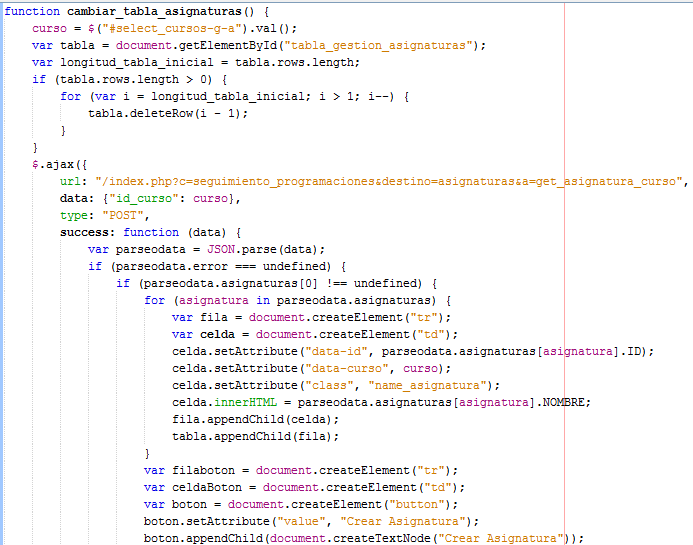 function cambiar_tabla_asignaturas() {
    curso = $("#select_cursos-g-a").val();
    var tabla = document.getElementById("tabla_gestion_asignaturas");
    var longitud_tabla_inicial = tabla.rows.length;
    if (tabla.rows.length > 0) {
        for (var i = longitud_tabla_inicial; i > 1; i--) {
            tabla.deleteRow(i - 1);
        }
    }
    $.ajax({
        url: "/index.php?c=seguimiento_programaciones&destino=asignaturas&a=get_asignatura_curso",
        data: {"id_curso": curso},
        type: "POST",
        success: function (data) {
            var parseodata = JSON.parse(data);
            if (parseodata.error === undefined) {
                if (parseodata.asignaturas[0] !== undefined) {
                    for (asignatura in parseodata.asignaturas) {
                        var fila = document.createElement("tr");
                        var celda = document.createElement("td");
                        celda.setAttribute("data-id", parseodata.asignaturas[asignatura].ID);
                        celda.setAttribute("data-curso", curso);
                        celda.setAttribute("class", "name_asignatura");
                        celda.innerHTML = parseodata.asignaturas[asignatura].NOMBRE;
                        fila.appendChild(celda);
                        tabla.appendChild(fila);
                    }
                    var filaboton = document.createElement("tr");
                    var celdaBoton = document.createElement("td");
                    var boton = document.createElement("button");
                    boton.setAttribute("value", "Crear Asignatura");
                    boton.appendChild(document.createTextNode("Crear Asignatura"));